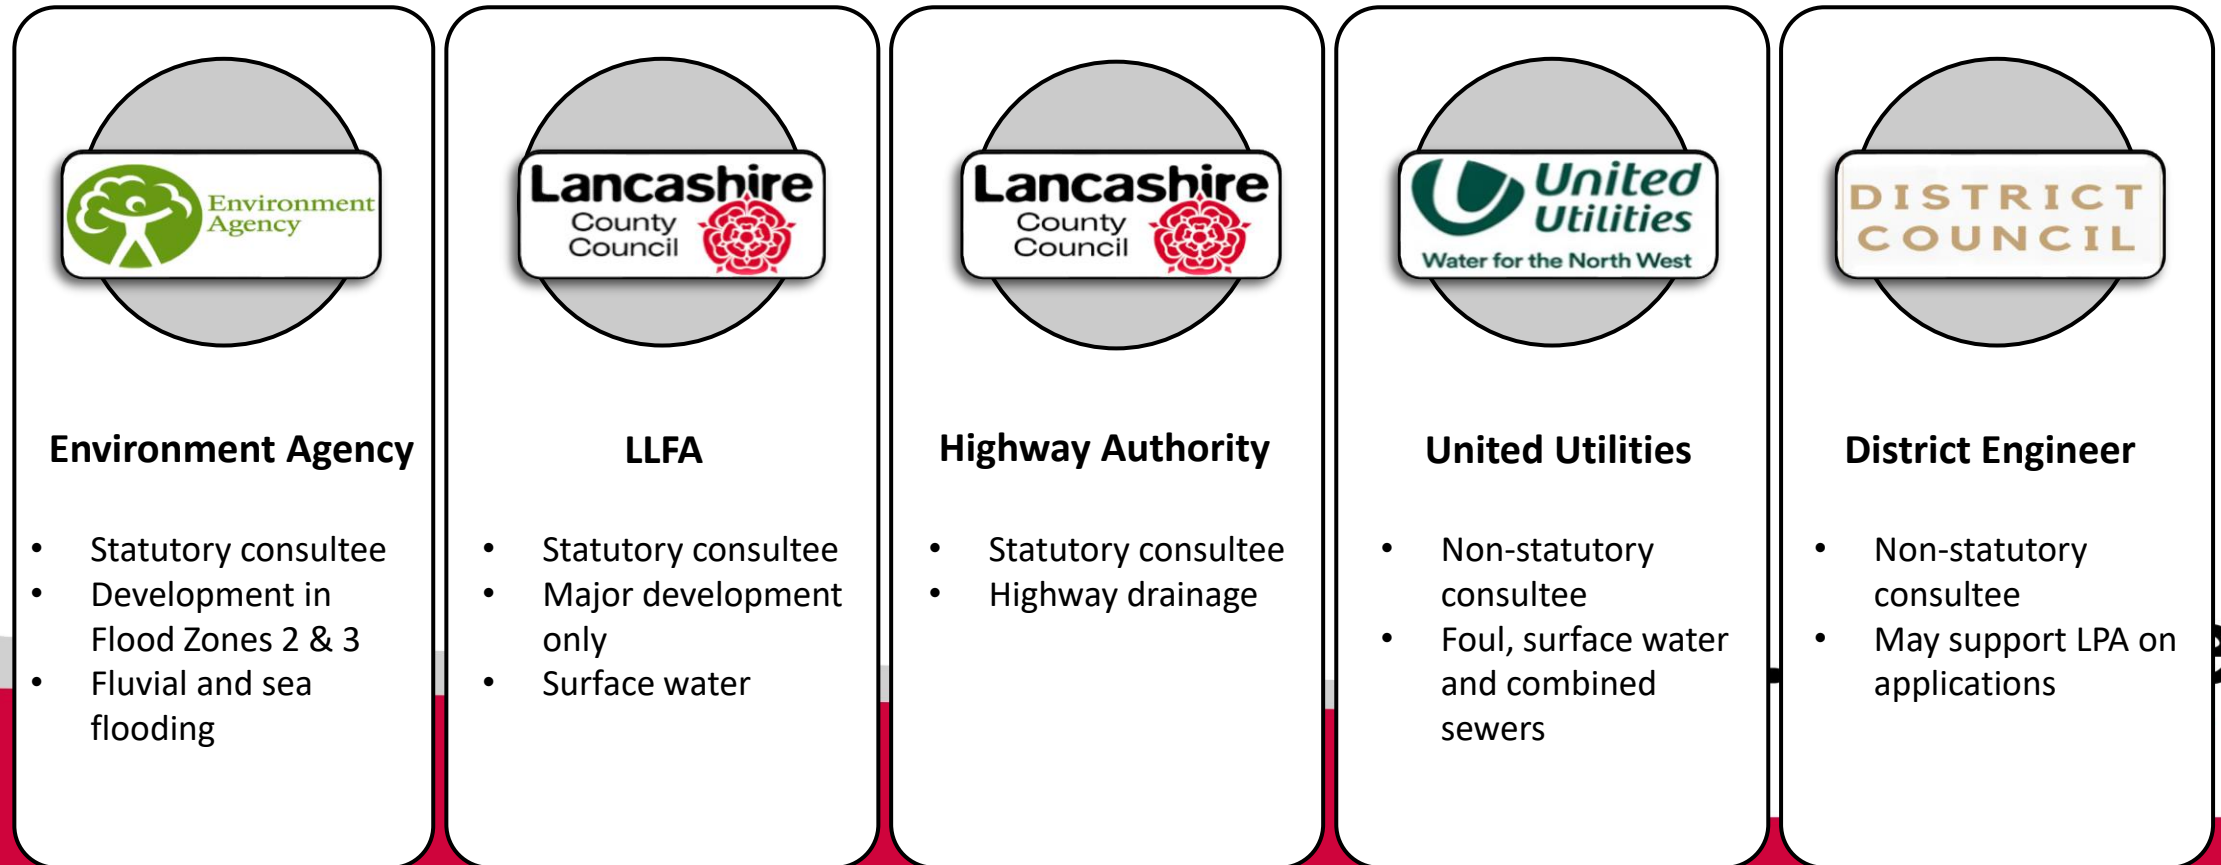 Environment
Agency
Environment Agency
• Statutory consultee
• Development in
Flood Zones 2 & 3
• Fluvial and sea
flooding
Lancashire
County
Council
LLFA
• Statutory consultee
• Major development
only
• Surface water
Lancashire
County
Council
Highway Authority
• Statutory consultee
• Highway drainage
United
Utilities
Water for the North West
United Utilities
• Non-statutory
consultee
• Foul, surface water
and combined
sewers
DISTRICT
COUNCIL
District Engineer
• Non-statutory
consultee
• May support LPA on
applications